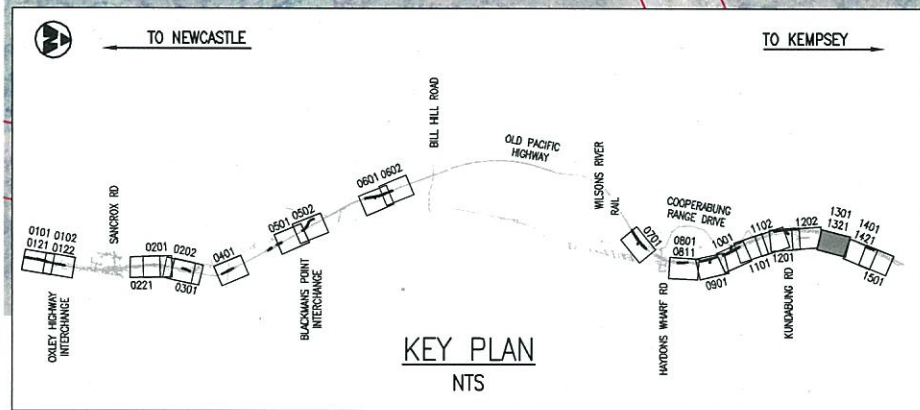 N
TO NEWCASTLE
TO KEMPSEY
BILL HILL ROAD
OLD PACIFIC
HIGHWAY
WILSONS RIVER
RAIL
COOPERABUNG
RANGE DRIVE
SANCROX RD
0101 0102
0121 0122
0201
0202
0221
0301
0401
0501
0502
0601 0602
0701
0801
0811
0901
1001
1101
1102
1201
1202
1301
1321
1401
1421
1501
OXLEY HIGHWAY
INTERCHANGE
BLACKMANS POINT
INTERCHANGE
HAYDONS WHARF RD
KUNDABUNG RD
KEY PLAN
NTS